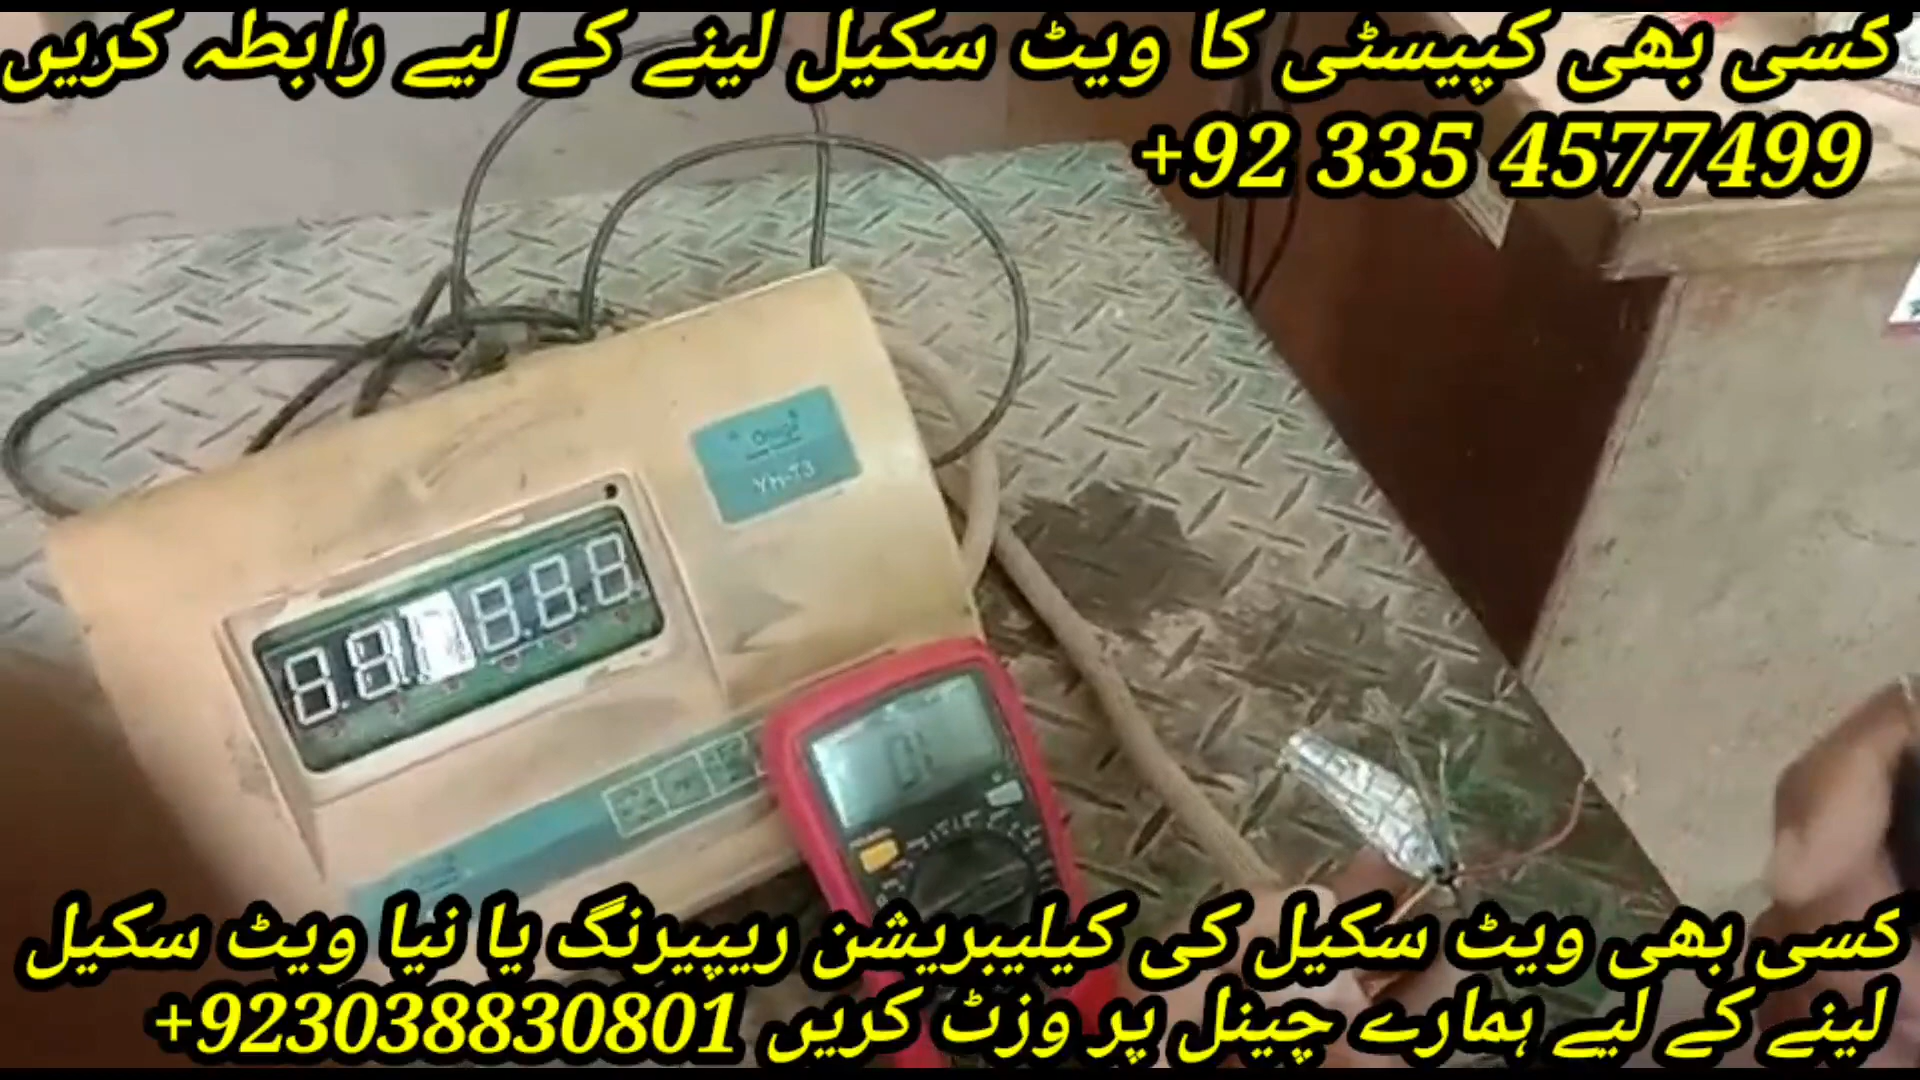 کسی بھی کپیسٹی کا ویٹ سکیل لینے کے لیے رابطہ کریں
+92 335 4577499
YH-T3
کسی بھی ویٹ سکیل کی کیلیبریشن ریپیرنگ یا نیا ویٹ سکیل
لینے کے لیے ہمارے چینل پر وزٹ کریں 923038830801+